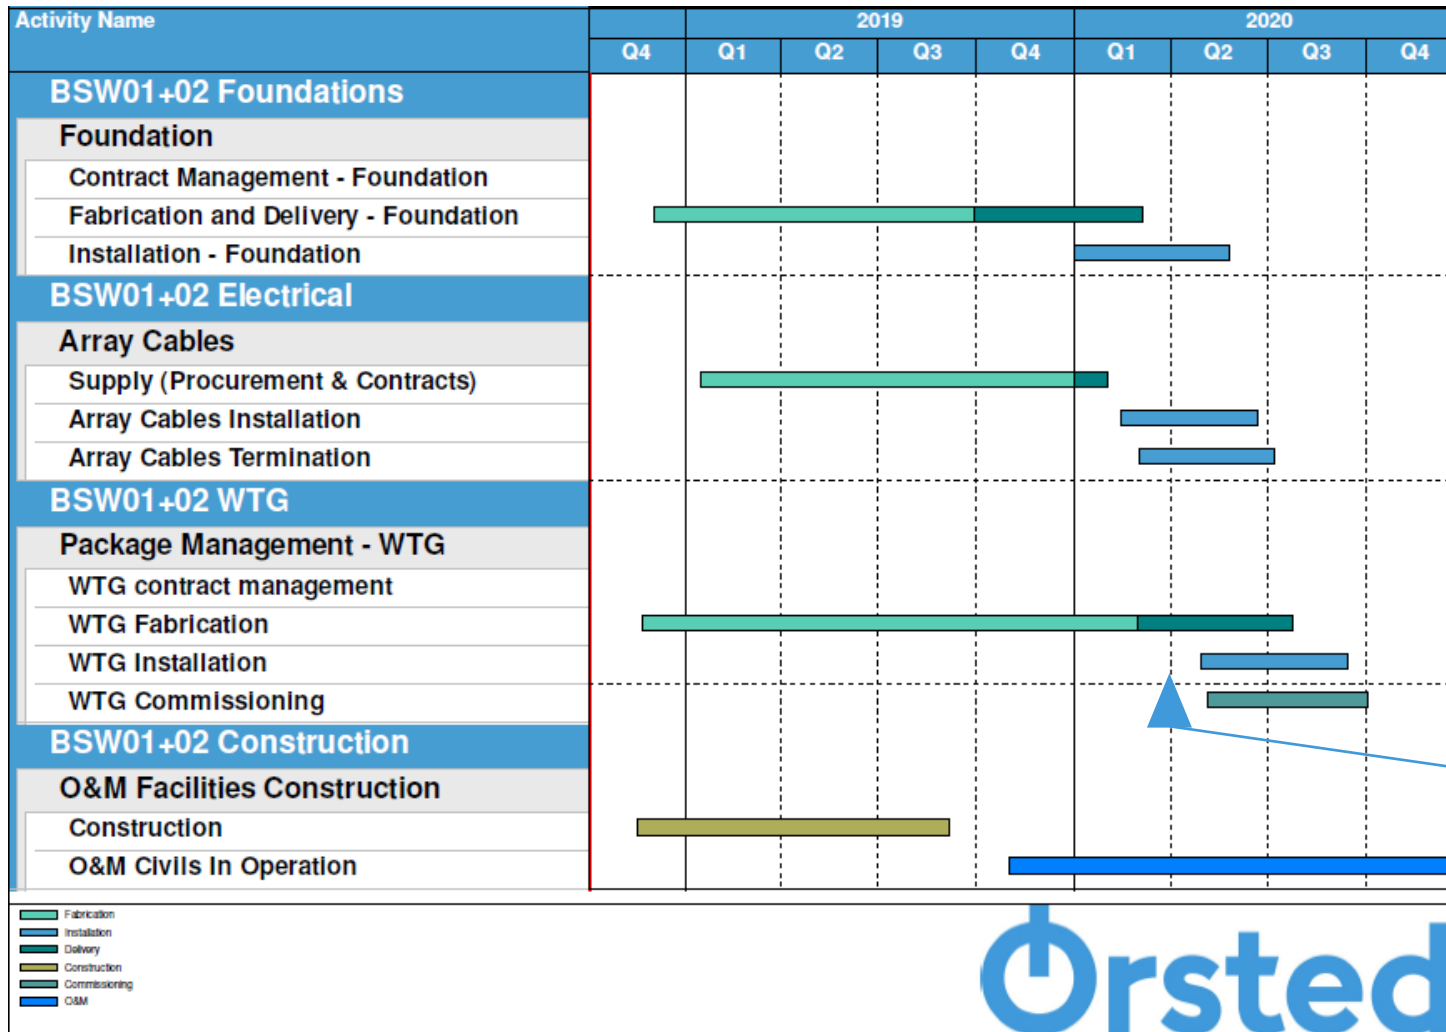 Activity Name 2019 2020
Q4 Q1 Q2 Q3 Q4 Q1 Q2 Q3 Q4
BSW01+02 Foundations
Foundation
Contract Management - Foundation
Fabrication and Delivery - Foundation
Installation - Foundation
BSW01+02 Electrical
Array Cables
Supply (Procurement & Contracts)
Array Cables Installation
Array Cables Termination
BSW01+02 WTG
Package Management - WTG
WTG contract management
WTG Fabrication
WTG Installation
WTG Commissioning
BSW01+02 Construction
O&M Facilities Construction
Construction
O&M Civils In Operation
Fabrication
Installation
Delivery
Construction
Commissioning
O&M
Ørsted